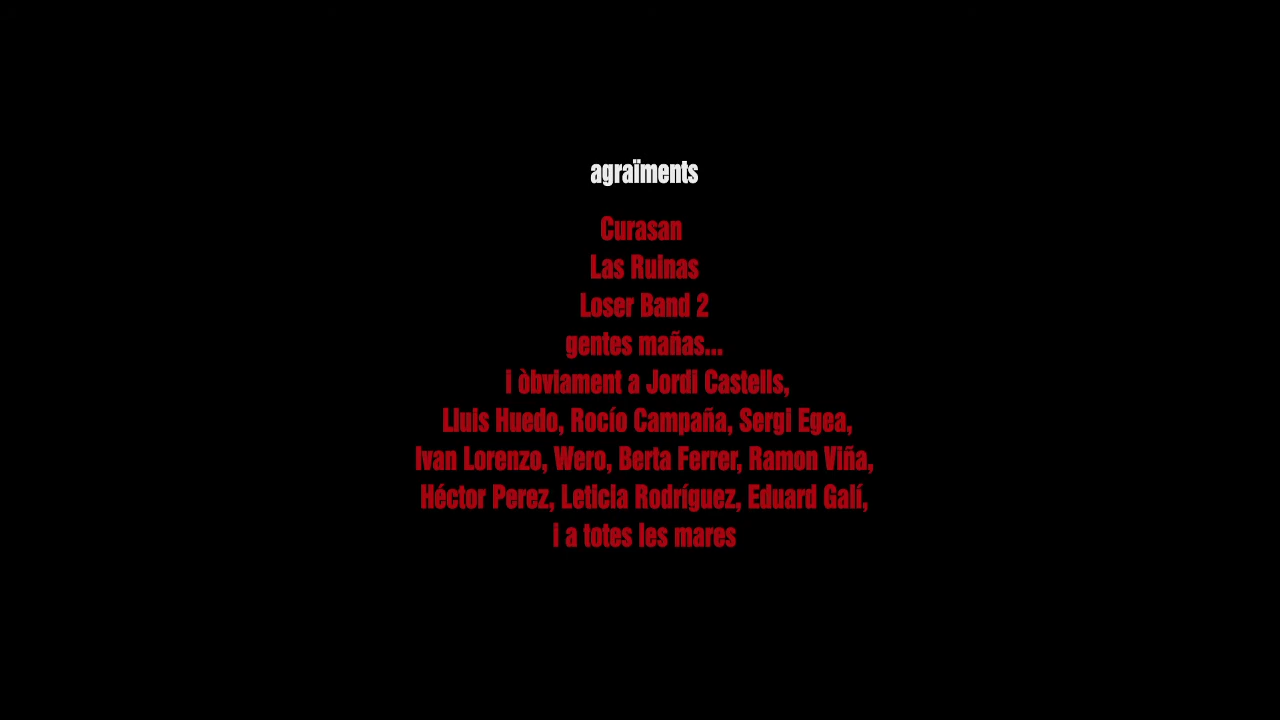 agraïments
Curasan
Las Ruinas
Loser Band 2
gentes mañas...
i òbviament a Jordi Castells,
Lluis Huedo, Rocío Campaña, Sergi Egea,
Ivan Lorenzo, Wero, Berta Ferrer, Ramon Viña,
Héctor Perez, Leticia Rodríguez, Eduard Galí,
i a totes les mares